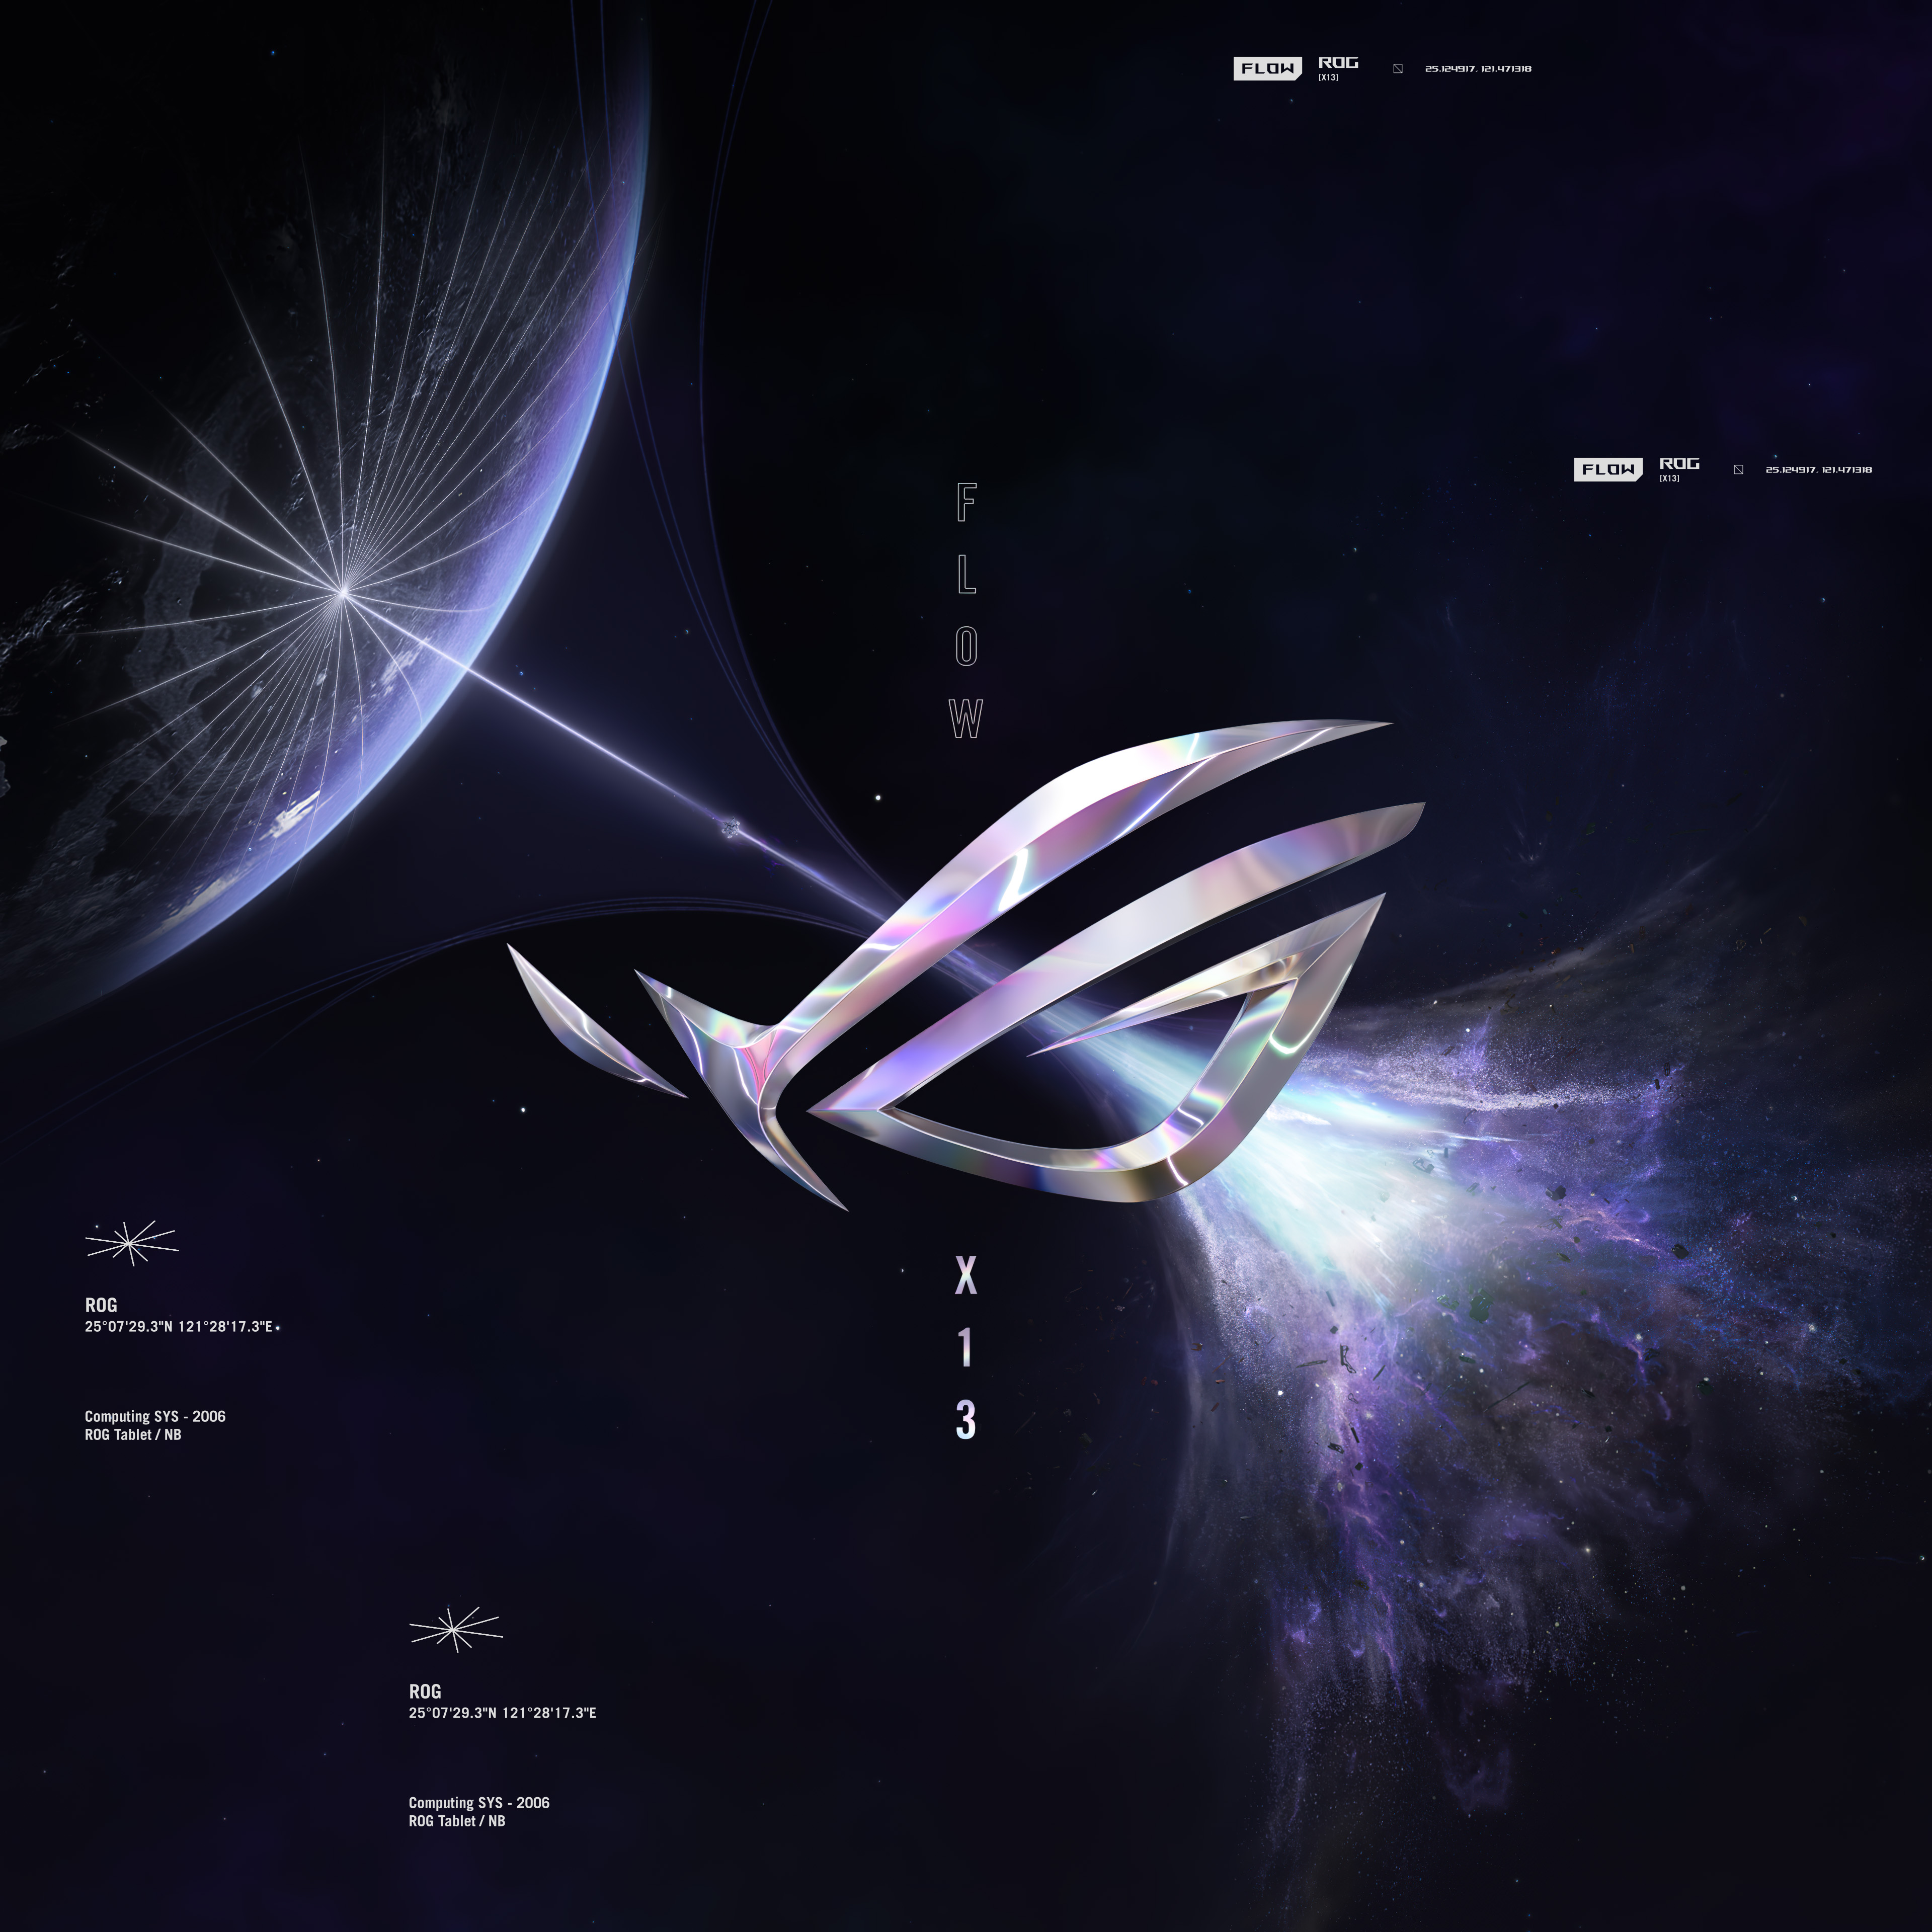 FLOW ROG 25.124917, 121.471318
[X13]
FLOW ROG 25.124917, 121.471318
[X13]
F
L
O
W
X
1
3
ROG
25°07'29.3"N 121°28'17.3"E
Computing SYS - 2006
ROG Tablet / NB
ROG
25°07'29.3"N 121°28'17.3"E
Computing SYS - 2006
ROG Tablet / NB